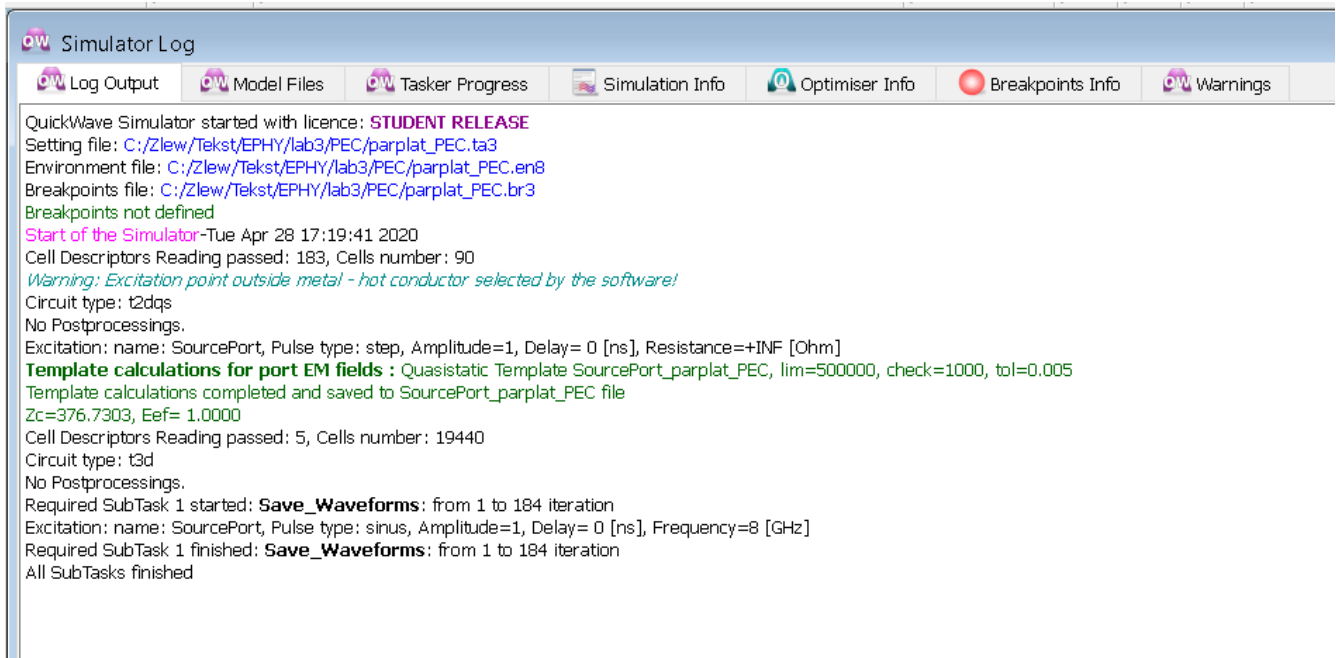 Simulator Log
Log Output Model Files Tasker Progress Simulation Info Optimiser Info Breakpoints Info Warnings
QuickWave Simulator started with licence: STUDENT RELEASE
Setting file: C:/Zlew/Tekst/EPHY/lab3/PEC/parplat_PEC.ta3
Environment file: C:/Zlew/Tekst/EPHY/lab3/PEC/parplat_PEC.en8
Breakpoints file: C:/Zlew/Tekst/EPHY/lab3/PEC/parplat_PEC.br3
Breakpoints not defined
Start of the Simulator-Tue Apr 28 17:19:41 2020
Cell Descriptors Reading passed: 183, Cells number: 90
Warning: Excitation point outside metal - hot conductor selected by the software!
Circuit type: t2dqs
No Postprocessings.
Excitation: name: SourcePort, Pulse type: step, Amplitude=1, Delay= 0 [ns], Resistance=+INF [Ohm]
Template calculations for port EM fields : Quasistatic Template SourcePort_parplat_PEC, lim=500000, check=1000, tol=0.005
Template calculations completed and saved to SourcePort_parplat_PEC file
Zc=376.7303, Eef= 1.0000
Cell Descriptors Reading passed: 5, Cells number: 19440
Circuit type: t3d
No Postprocessings.
Required SubTask 1 started: Save_Waveforms: from 1 to 184 iteration
Excitation: name: SourcePort, Pulse type: sinus, Amplitude=1, Delay= 0 [ns], Frequency=8 [GHz]
Required SubTask 1 finished: Save_Waveforms: from 1 to 184 iteration
All SubTasks finished